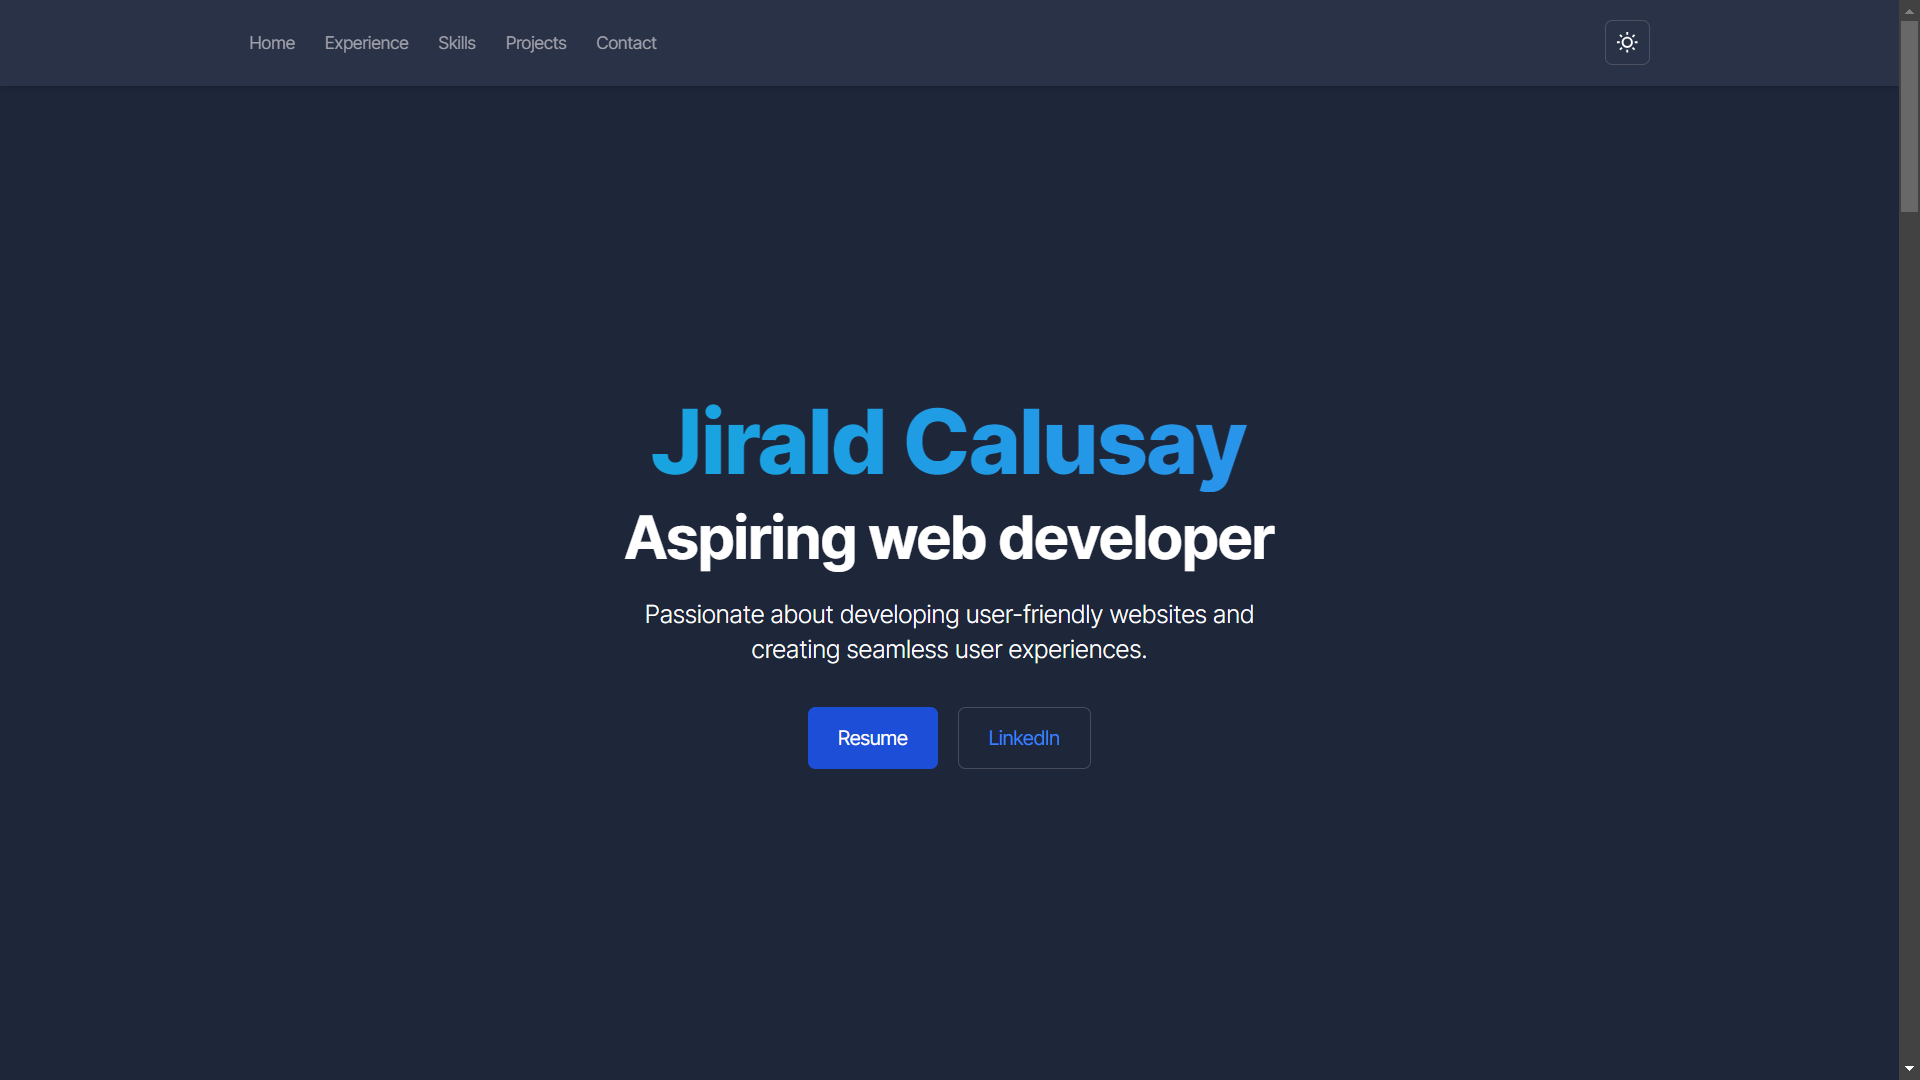 Home Experience Skills Projects Contact
Jirald Calusay
Aspiring web developer
Passionate about developing user-friendly websites and
creating seamless user experiences.
Resume LinkedIn